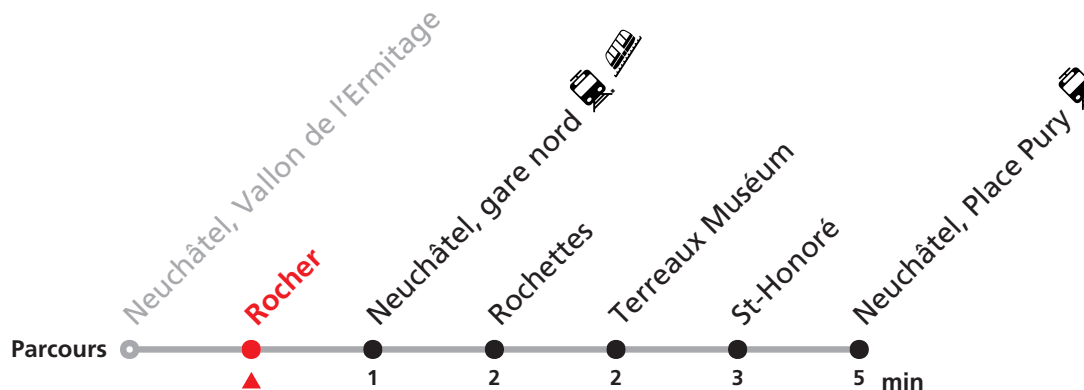 Neuchâtel, Vallon de l'Ermitage
Rocher
Neuchâtel, gare nord
Rochettes
Terreaux Muséum
St-Honoré
Neuchâtel, Place Pury
Parcours
1 2 2 3 5 min